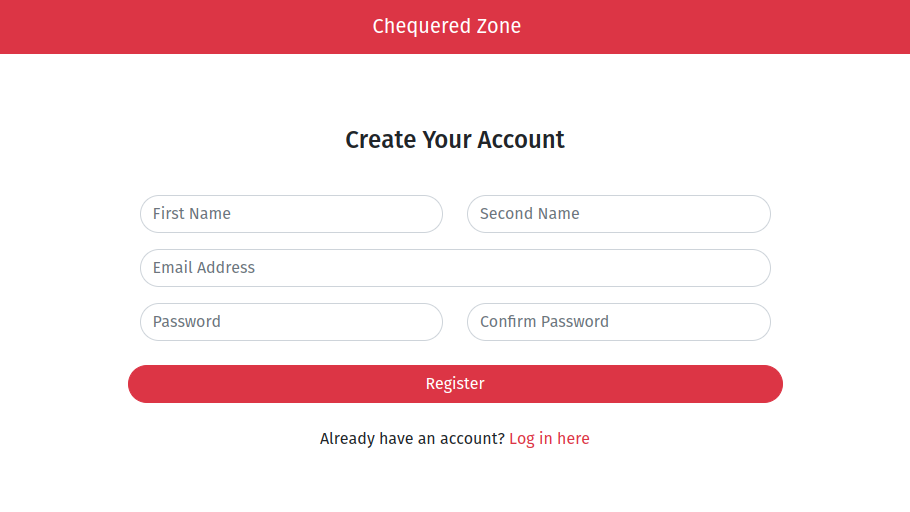 Chequered Zone
Create Your Account
First Name Second Name
Email Address
Password Confirm Password
Register
Already have an account? Log in here